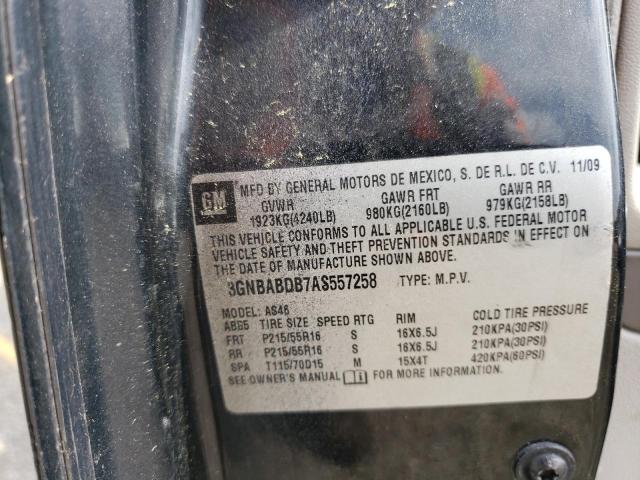 GM
MFD BY GENERAL MOTORS DE MEXICO, S. DE R.L. DE C.V. 11/09
GVWR GAWR FRT GAWR RR
1923KG(4240LB) 980KG(2160LB) 979KG(2158LB)
THIS VEHICLE CONFORMS TO ALL APPLICABLE U.S. FEDERAL MOTOR
VEHICLE SAFETY AND THEFT PREVENTION STANDARDS IN EFFECT ON
THE DATE OF MANUFACTURE SHOWN ABOVE.
3GNBABDB7AS557258 TYPE: M.P.V.
MODEL: AS46
ABB5 TIRE SIZE SPEED RTG RIM COLD TIRE PRESSURE
FRT P215/55R16 S 16X6.5J 210KPA(30PSI)
RR P215/55R16 S 16X6.5J 210KPA(30PSI)
SPA T115/70D15 M 15X4T 420KPA(60PSI)
SEE OWNER'S MANUAL FOR MORE INFORMATION.